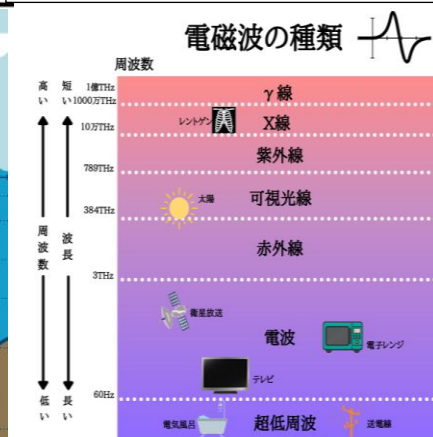 電磁波の種類
周波数
高い 短い
1億THz
γ線
1000万THz
レントゲン X線
10万THz
紫外線
789THz
太陽 可視光線
384THz
周波数 波長
赤外線
3THz
衛星放送
電波
電子レンジ
テレビ
60Hz
低い 長い
電気風呂 超低周波 送電線